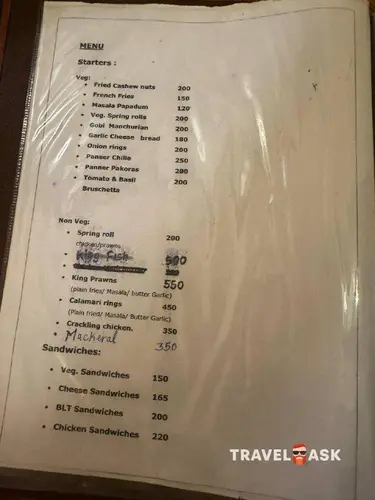 MENU
Starters :
Veg:
• Fried Cashew nuts 200
• French Fries 150
• Masala Papadum 120
• Veg. Spring rolls 200
• Gobi Manchurian 200
• Garlic Cheese bread 180
• Onion rings 200
• Panner Chilla 250
• Panner Pakoras 200
• Tomato & Basil 200
Bruschetta
Non Veg:
• Spring roll 200
chicken/prawns
• King Fish 500
• King Prawns 550
(plain fries/ Masala/ butter Garlic)
• Calamari rings 450
(Plain fried/ Masala/ Butter Garlic)
• Crackling chicken. 350
• Macheral 350
Sandwiches:
• Veg. Sandwiches 150
• Cheese Sandwiches 165
• BLT Sandwiches 200
• Chicken Sandwiches 220
TRAVEL ASK